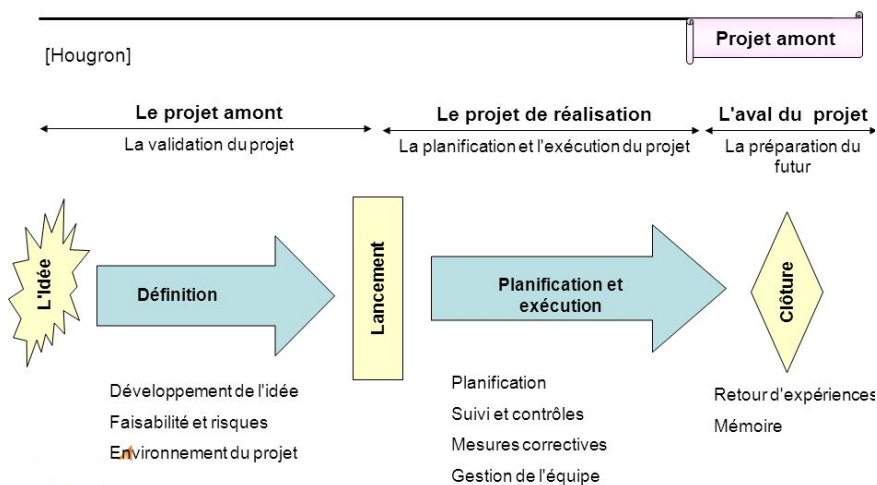 Projet amont
[Hougron]
Le projet amont
La validation du projet
Le projet de réalisation
La planification et l'exécution du projet
L'aval du projet
La préparation du
futur
L'Idée
Définition
Lancement
Planification et
exécution
Clôture
Développement de l'idée
Faisabilité et risques
Environnement du projet
Planification
Suivi et contrôles
Mesures correctives
Gestion de l'équipe
Retour d'expériences
Mémoire